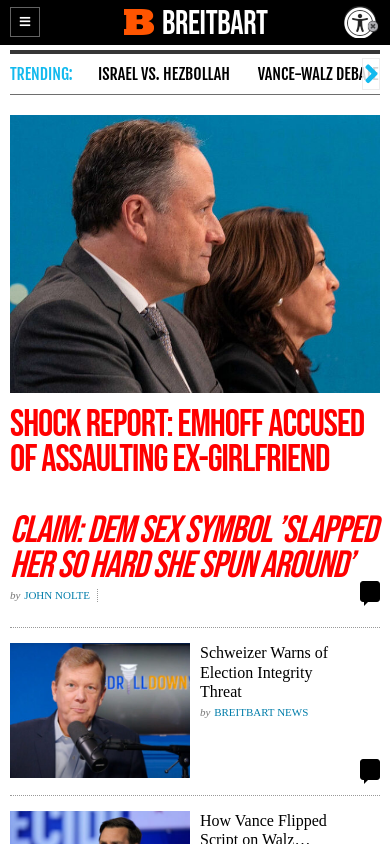 BREITBART
TRENDING: ISRAEL VS. HEZBOLLAH VANCE-WALZ DEBA
SHOCK REPORT: EMHOFF ACCUSED
OF ASSAULTING EX-GIRLFRIEND
CLAIM: DEM SEX SYMBOL 'SLAPPED
HER SO HARD SHE SPUN AROUND'
by JOHN NOLTE
DRILLDOWN
Schweizer Warns of
Election Integrity
Threat
by BREITBART NEWS
How Vance Flipped
Script on Walz…